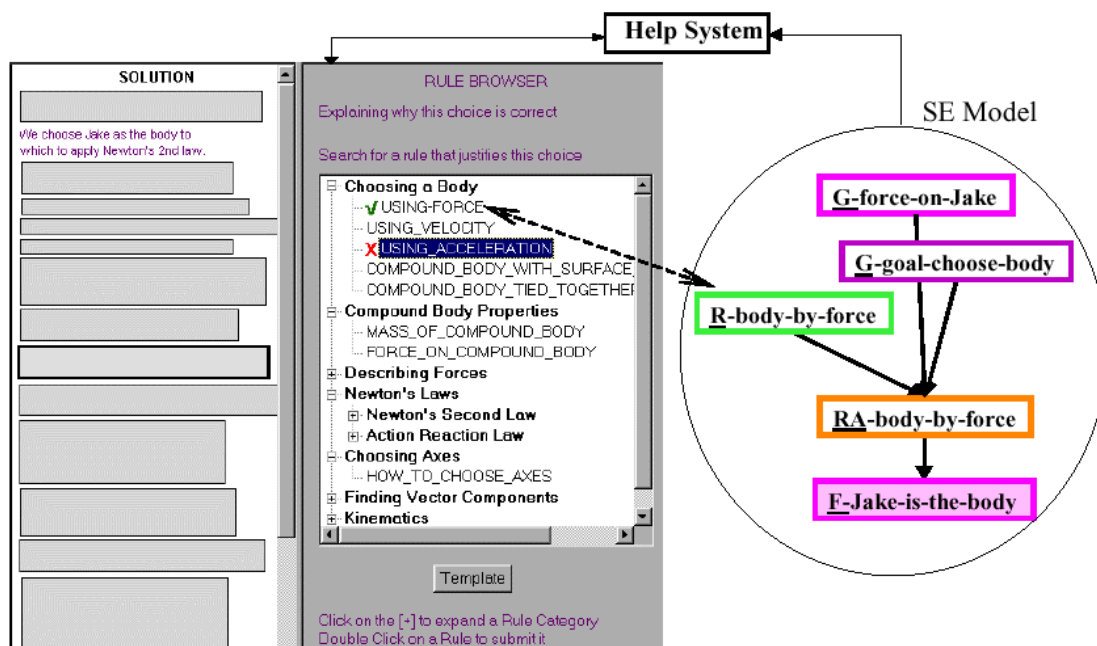 Help System
SOLUTION
We choose Jake as the body to
which to apply Newton's 2nd law.
RULE BROWSER
Explaining why this choice is correct
Search for a rule that justifies this choice
Choosing a Body
USING-FORCE
USING_VELOCITY
USING_ACCELERATION
COMPOUND_BODY_WITH_SURFACE_
COMPOUND_BODY_TIED_TOGETHER
Compound Body Properties
MASS_OF_COMPOUND_BODY
FORCE_ON_COMPOUND_BODY
Describing Forces
Newton's Laws
Newton's Second Law
Action Reaction Law
Choosing Axes
HOW_TO_CHOOSE_AXES
Finding Vector Components
Kinematics
Template
Click on the [+] to expand a Rule Category
Double Click on a Rule to submit it
SE Model
G-force-on-Jake
G-goal-choose-body
R-body-by-force
RA-body-by-force
F-Jake-is-the-body